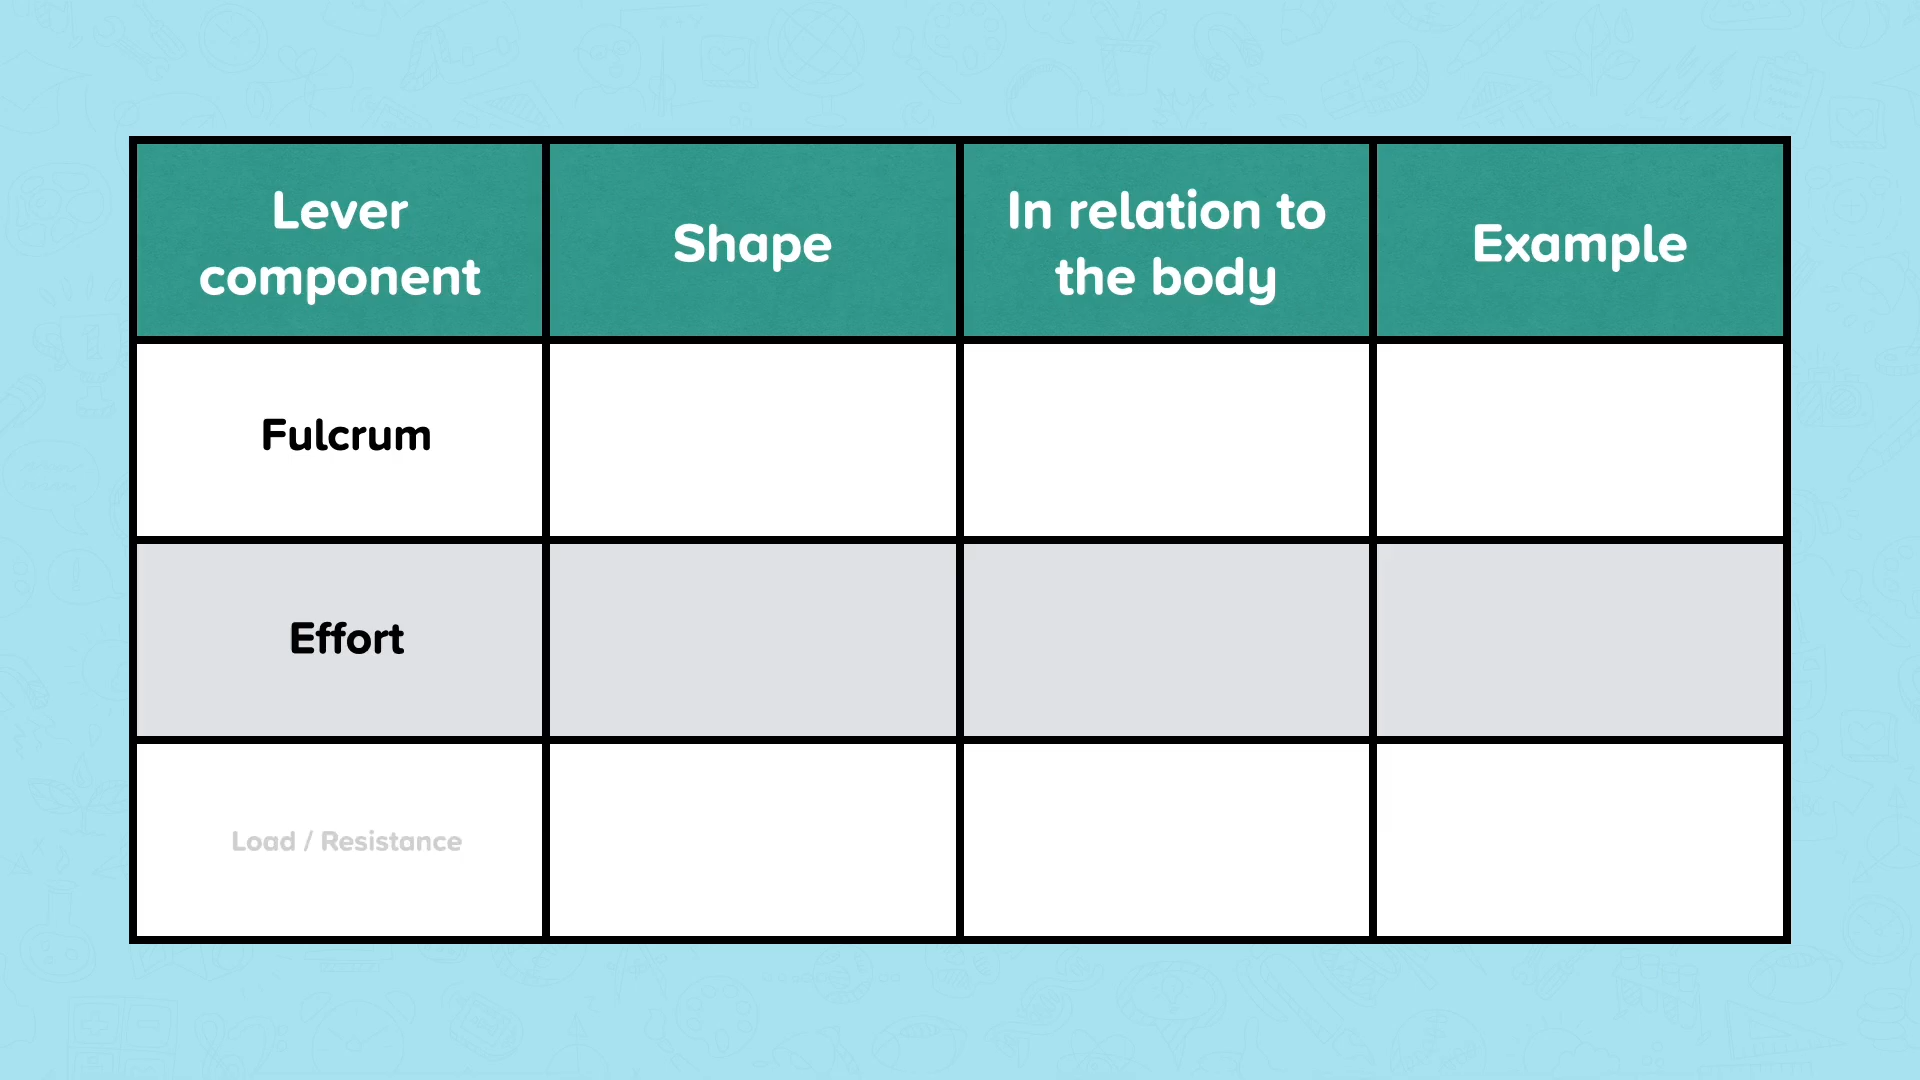 Lever
component
Shape
In relation to
the body
Example
Fulcrum
Effort
Load / Resistance